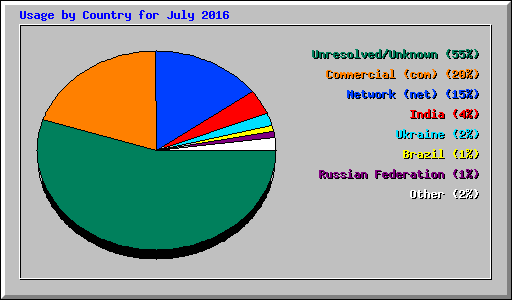 Usage by Country for July 2016
Unresolved/Unknown (55%)
Commercial (com) (20%)
Network (net) (15%)
India (4%)
Ukraine (2%)
Brazil (1%)
Russian Federation (1%)
Other (2%)